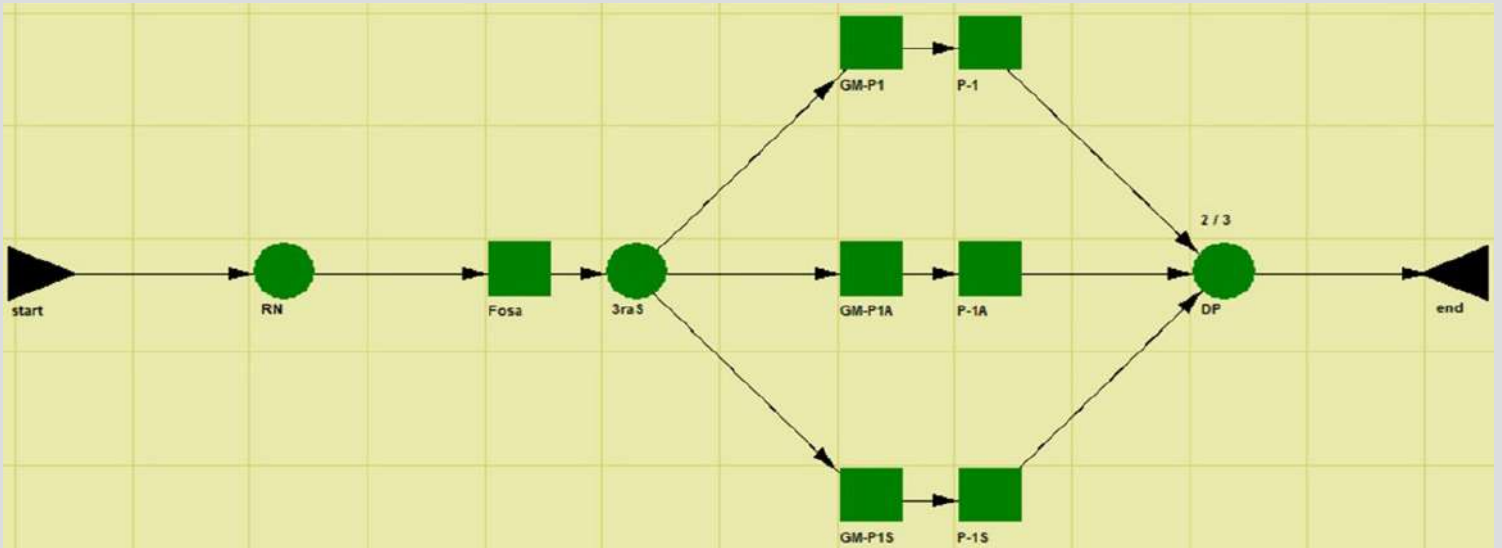 GM-P1
P-1
2 / 3
start
RN
Fosa
3raS
GM-P1A
P-1A
DP
end
GM-P1S
P-1S